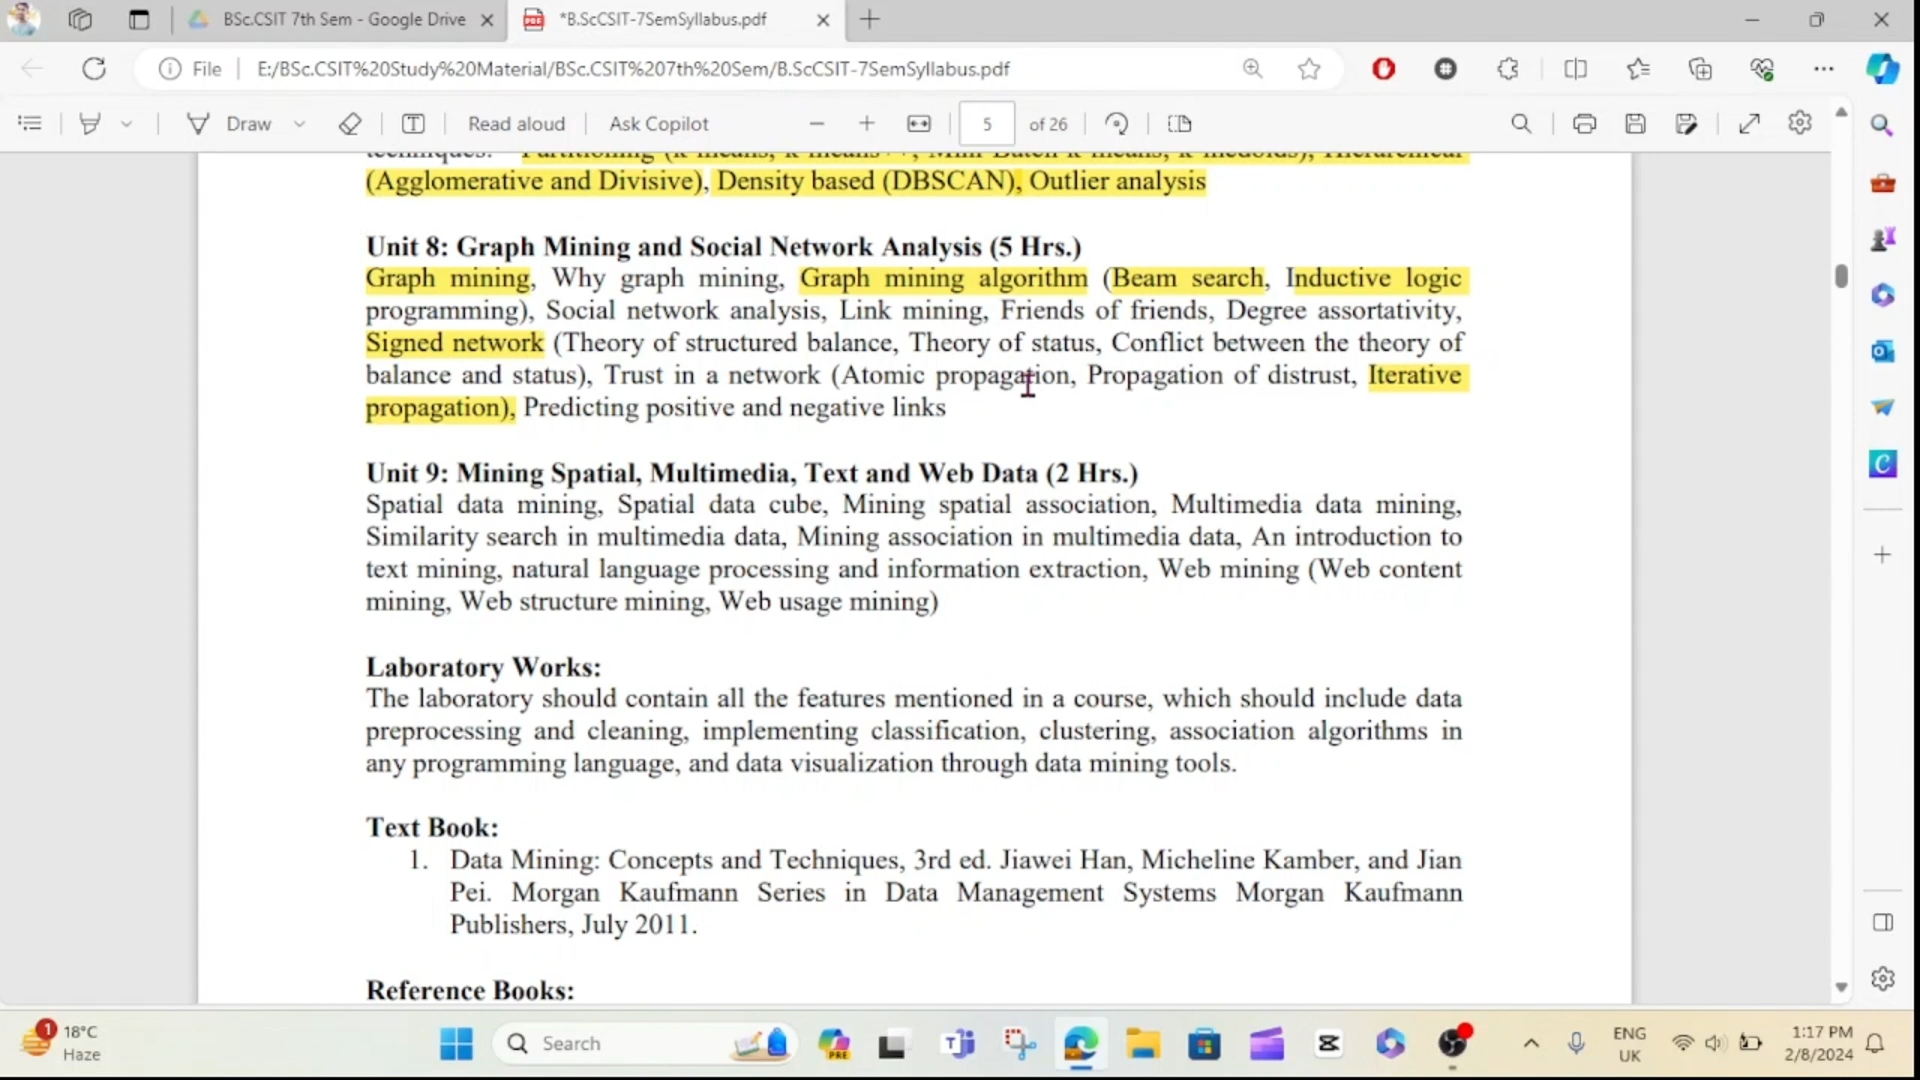 BSc.CSIT 7th Sem - Google Drive
*B.ScCSIT-7SemSyllabus.pdf
File
E:/BSc.CSIT%20Study%20Material/BSc.CSIT%207th%20Sem/B.ScCSIT-7SemSyllabus.pdf
Draw
Read aloud
Ask Copilot
5 of 26
techniques: Partitioning (k-means, k-means++, Mini-Batch k-means, k-medoids), Hierarchical
(Agglomerative and Divisive), Density based (DBSCAN), Outlier analysis
Unit 8: Graph Mining and Social Network Analysis (5 Hrs.)
Graph mining, Why graph mining, Graph mining algorithm (Beam search, Inductive logic
programming), Social network analysis, Link mining, Friends of friends, Degree assortativity,
Signed network (Theory of structured balance, Theory of status, Conflict between the theory of
balance and status), Trust in a network (Atomic propagation, Propagation of distrust, Iterative
propagation), Predicting positive and negative links
Unit 9: Mining Spatial, Multimedia, Text and Web Data (2 Hrs.)
Spatial data mining, Spatial data cube, Mining spatial association, Multimedia data mining,
Similarity search in multimedia data, Mining association in multimedia data, An introduction to
text mining, natural language processing and information extraction, Web mining (Web content
mining, Web structure mining, Web usage mining)
Laboratory Works:
The laboratory should contain all the features mentioned in a course, which should include data
preprocessing and cleaning, implementing classification, clustering, association algorithms in
any programming language, and data visualization through data mining tools.
Text Book:
1. Data Mining: Concepts and Techniques, 3rd ed. Jiawei Han, Micheline Kamber, and Jian
Pei. Morgan Kaufmann Series in Data Management Systems Morgan Kaufmann
Publishers, July 2011.
Reference Books:
1
18°C
Haze
Search
PRE
ENG
UK
1:17 PM
2/8/2024